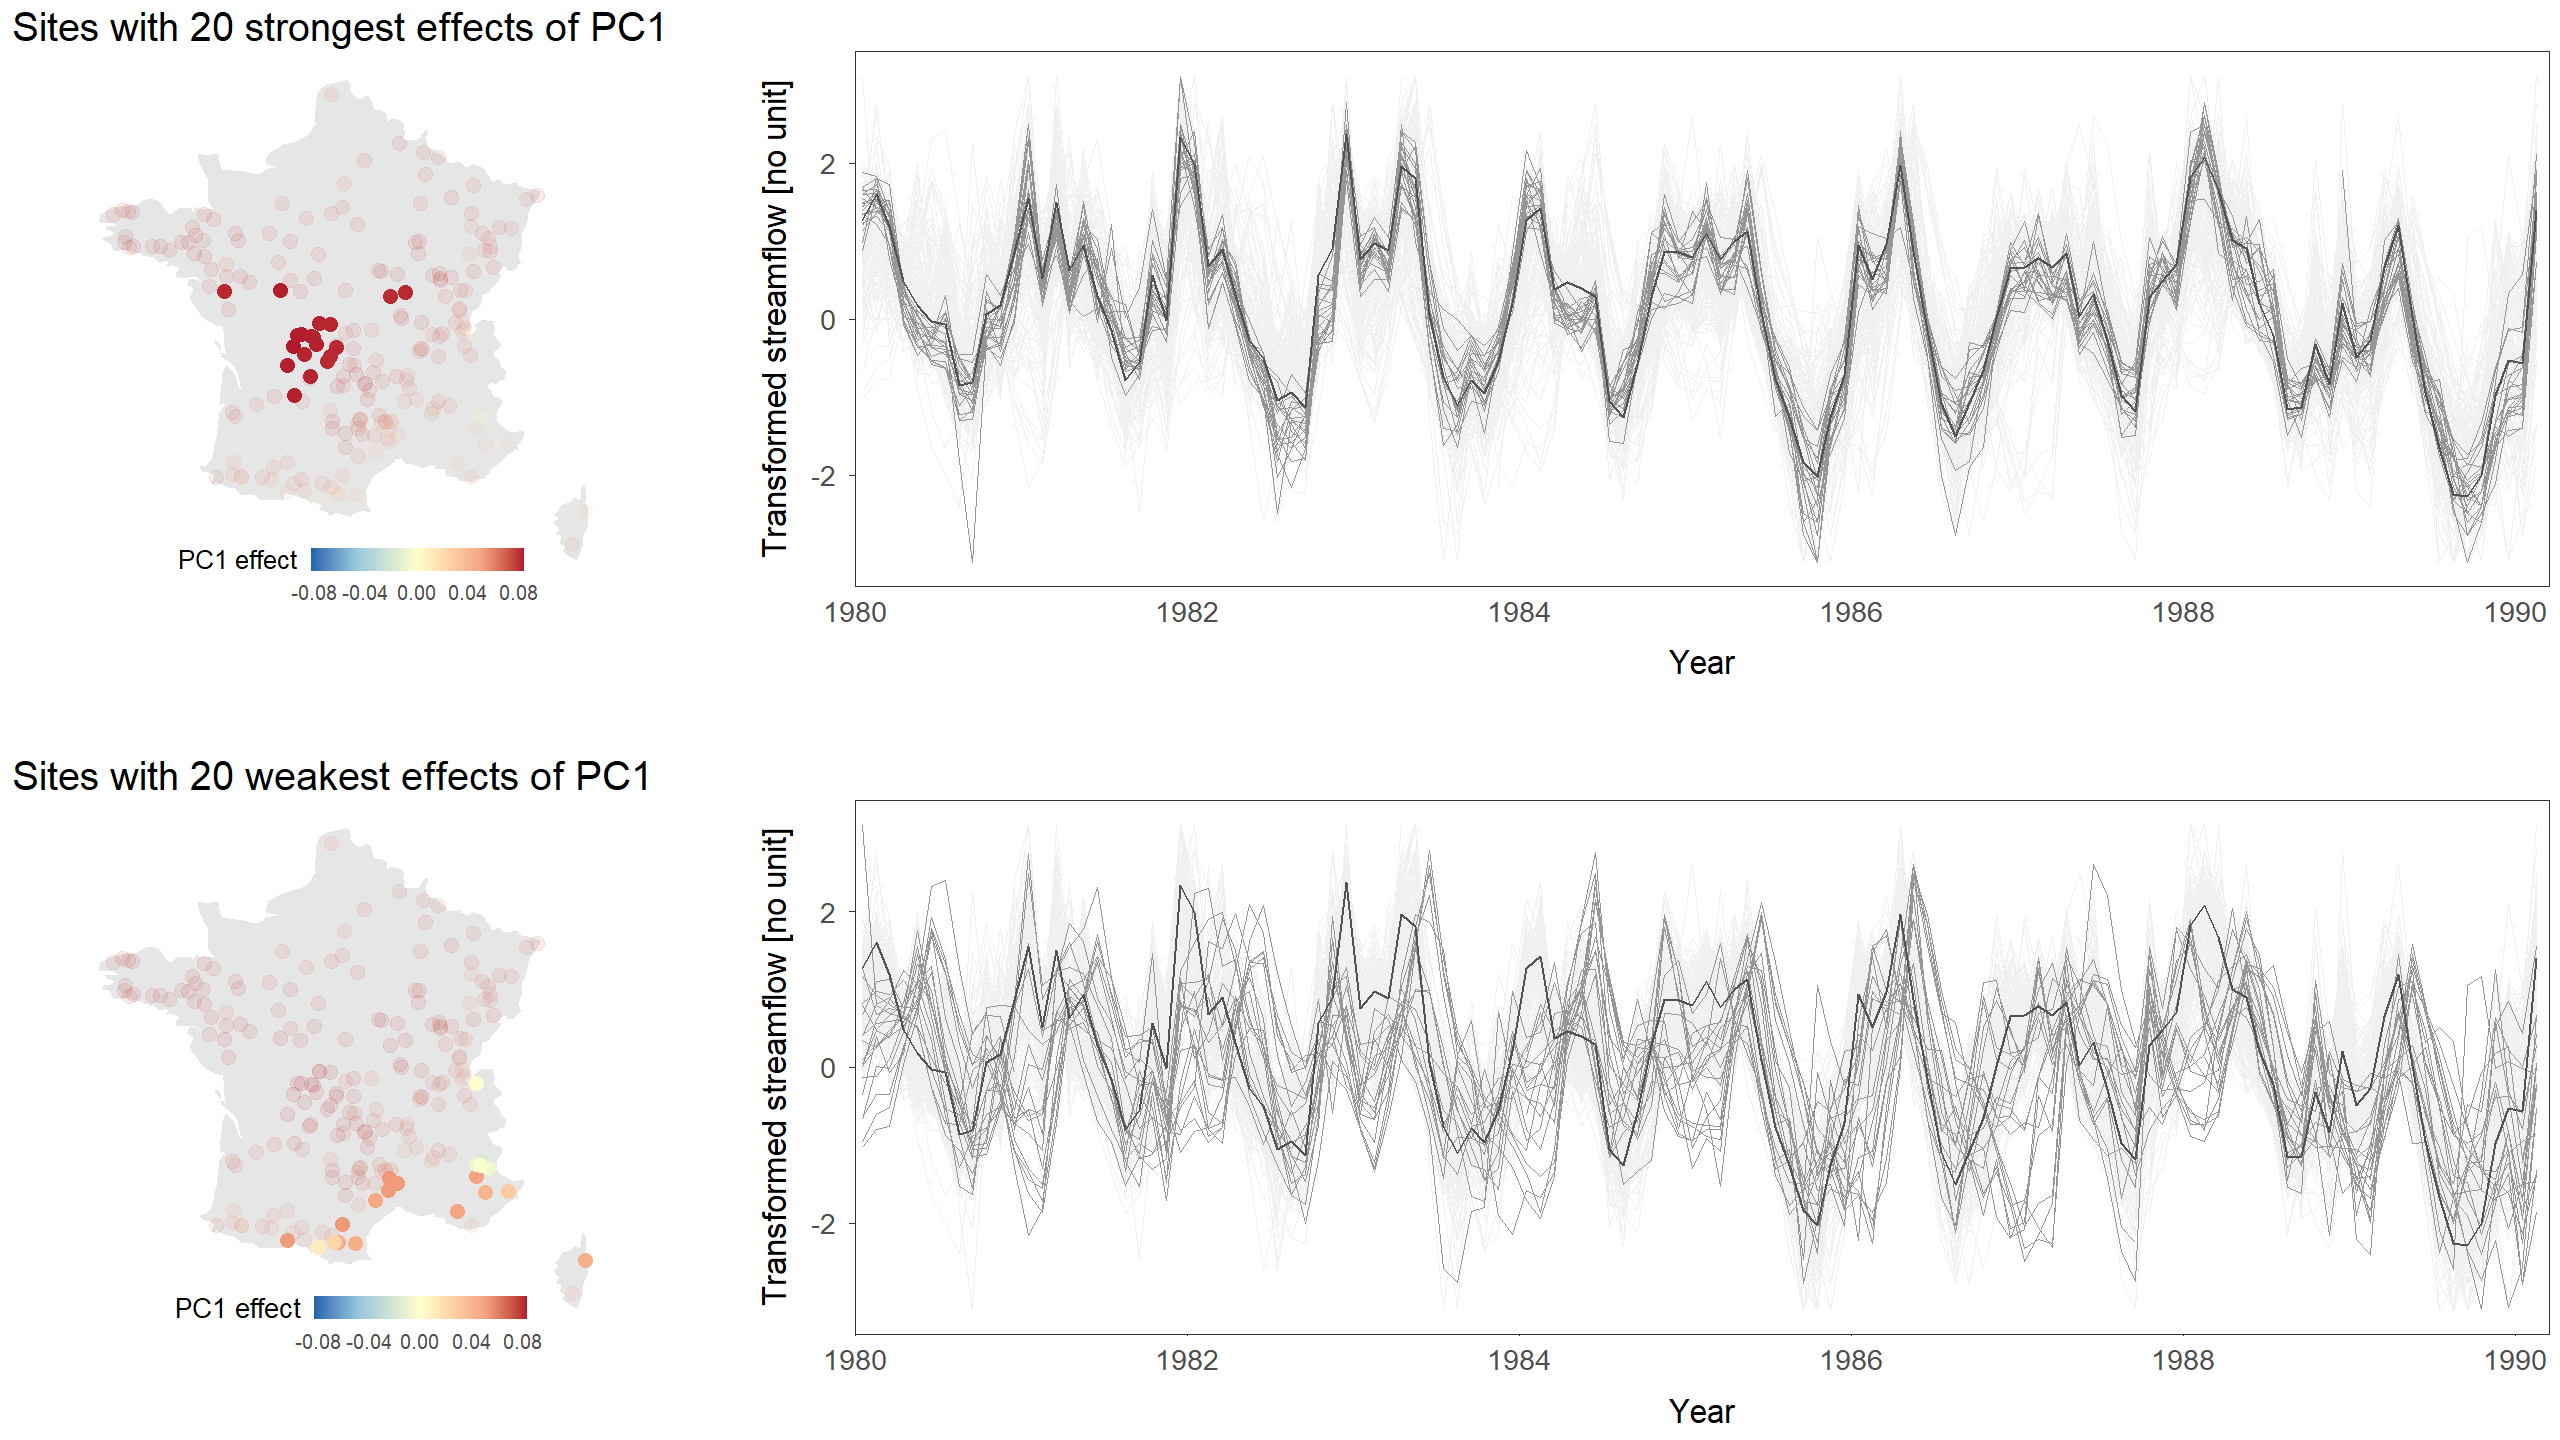 Sites with 20 strongest effects of PC1
Transformed streamflow [no unit]
2
0
-2
1980 1982 1984 1986 1988 1990
Year
PC1 effect
-0.08 -0.04 0.00 0.04 0.08
Sites with 20 weakest effects of PC1
Transformed streamflow [no unit]
2
0
-2
1980 1982 1984 1986 1988 1990
Year
PC1 effect
-0.08 -0.04 0.00 0.04 0.08